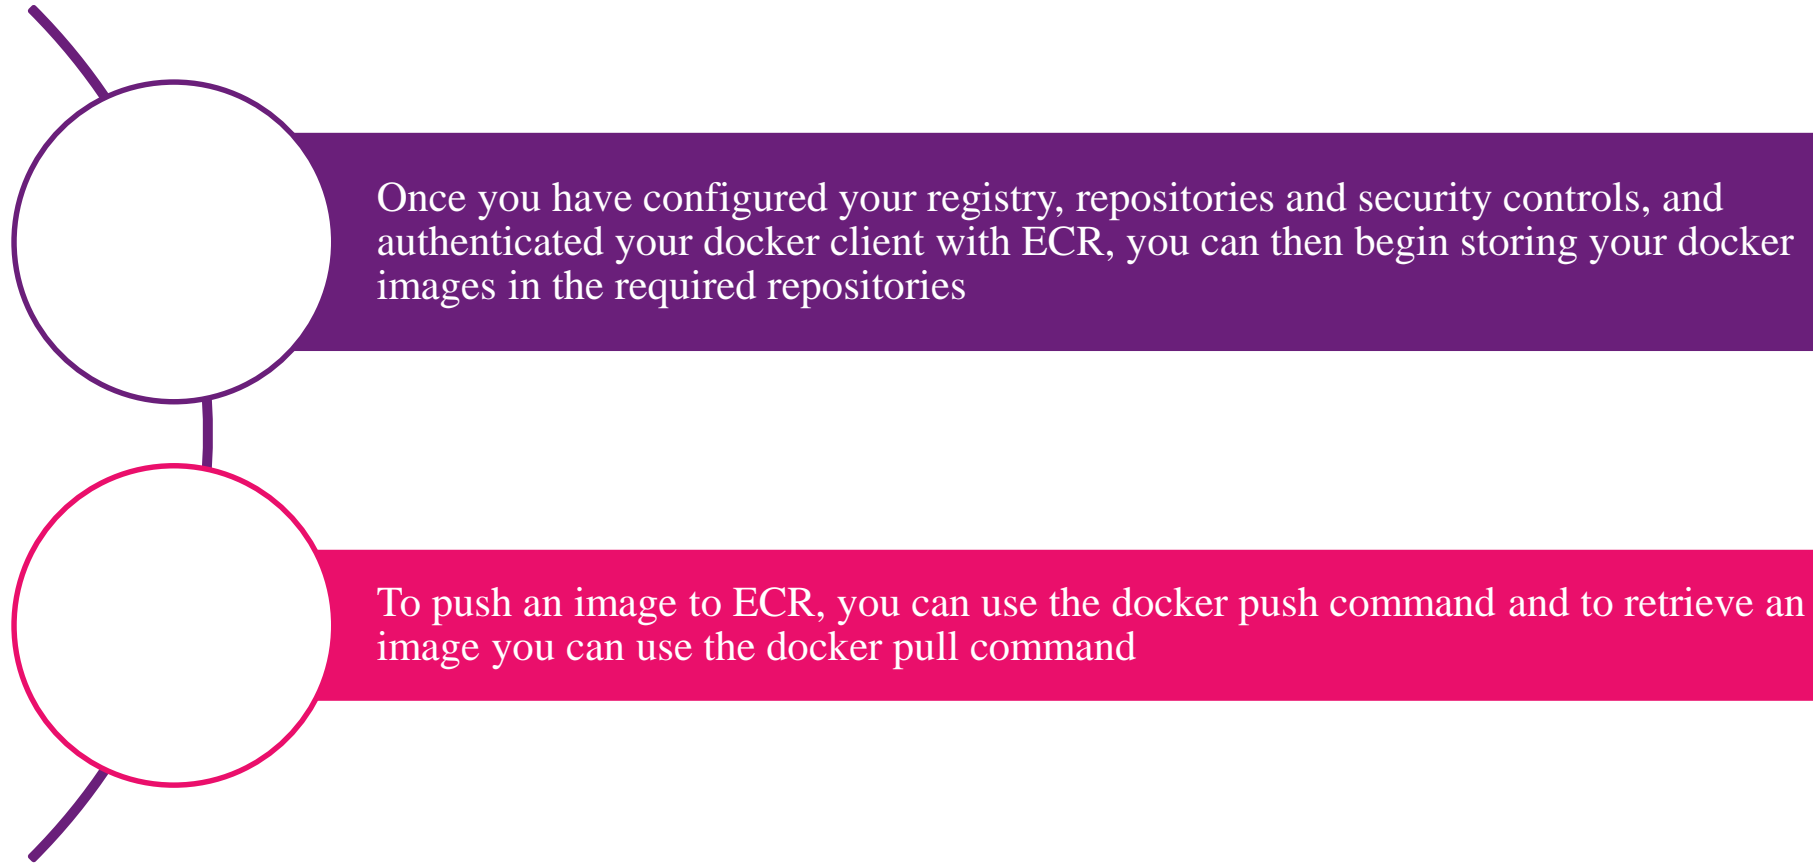 Once you have configured your registry, repositories and security controls, and
authenticated your docker client with ECR, you can then begin storing your docker
images in the required repositories
To push an image to ECR, you can use the docker push command and to retrieve an
image you can use the docker pull command